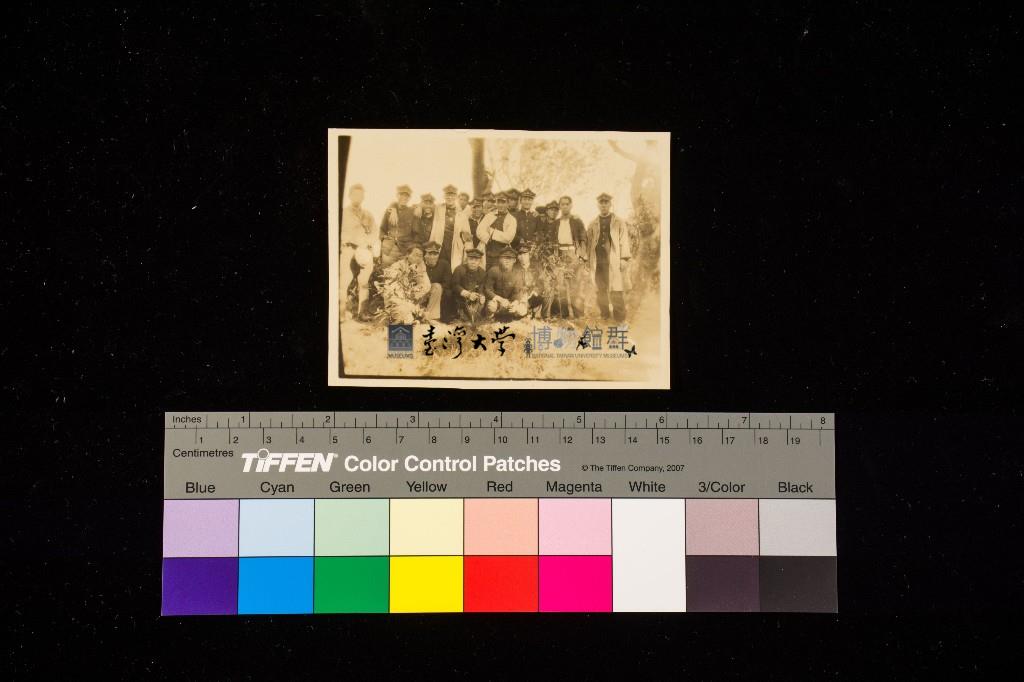 MUSEUMS
臺灣大學 博物館群
NATIONAL TAIWAN UNIVERSITY MUSEUMS
Inches 1 2 3 4 5 6 7 8
1 2 3 4 5 6 7 8 9 10 11 12 13 14 15 16 17 18 19
Centimetres
TIFFEN® Color Control Patches © The Tiffen Company, 2007
Blue Cyan Green Yellow Red Magenta White 3/Color Black